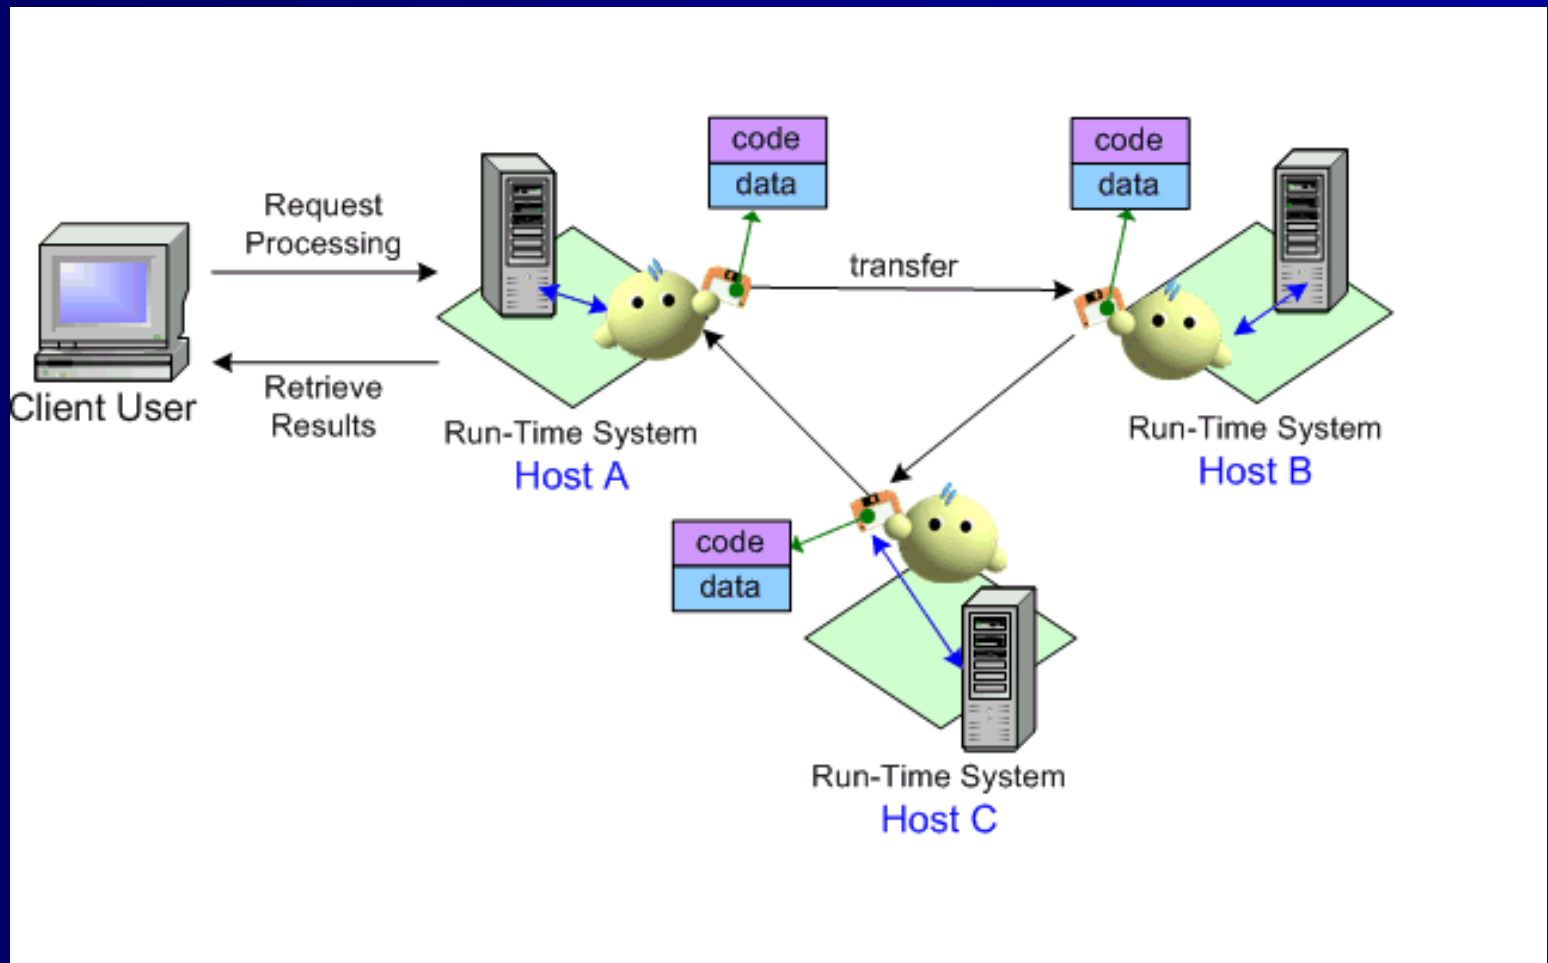 code
data
code
data
Request
Processing
transfer
Client User
Retrieve
Results
Run-Time System
Host A
Run-Time System
Host B
code
data
Run-Time System
Host C